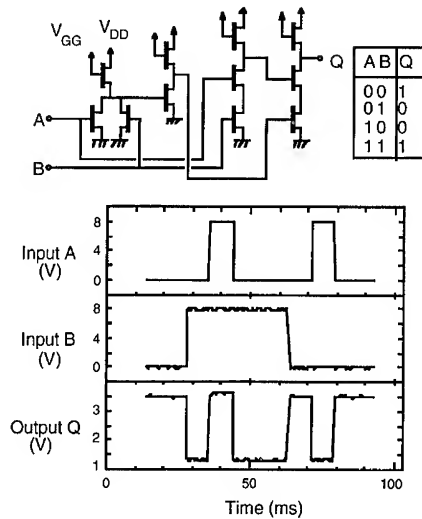 V_GG V_DD
A
B
Q
A B Q
0 0 1
0 1 0
1 0 0
1 1 1
Input A
(V)
8
4
0
Input B
(V)
8
4
0
Output Q
(V)
3
2
1
0 50 100
Time (ms)